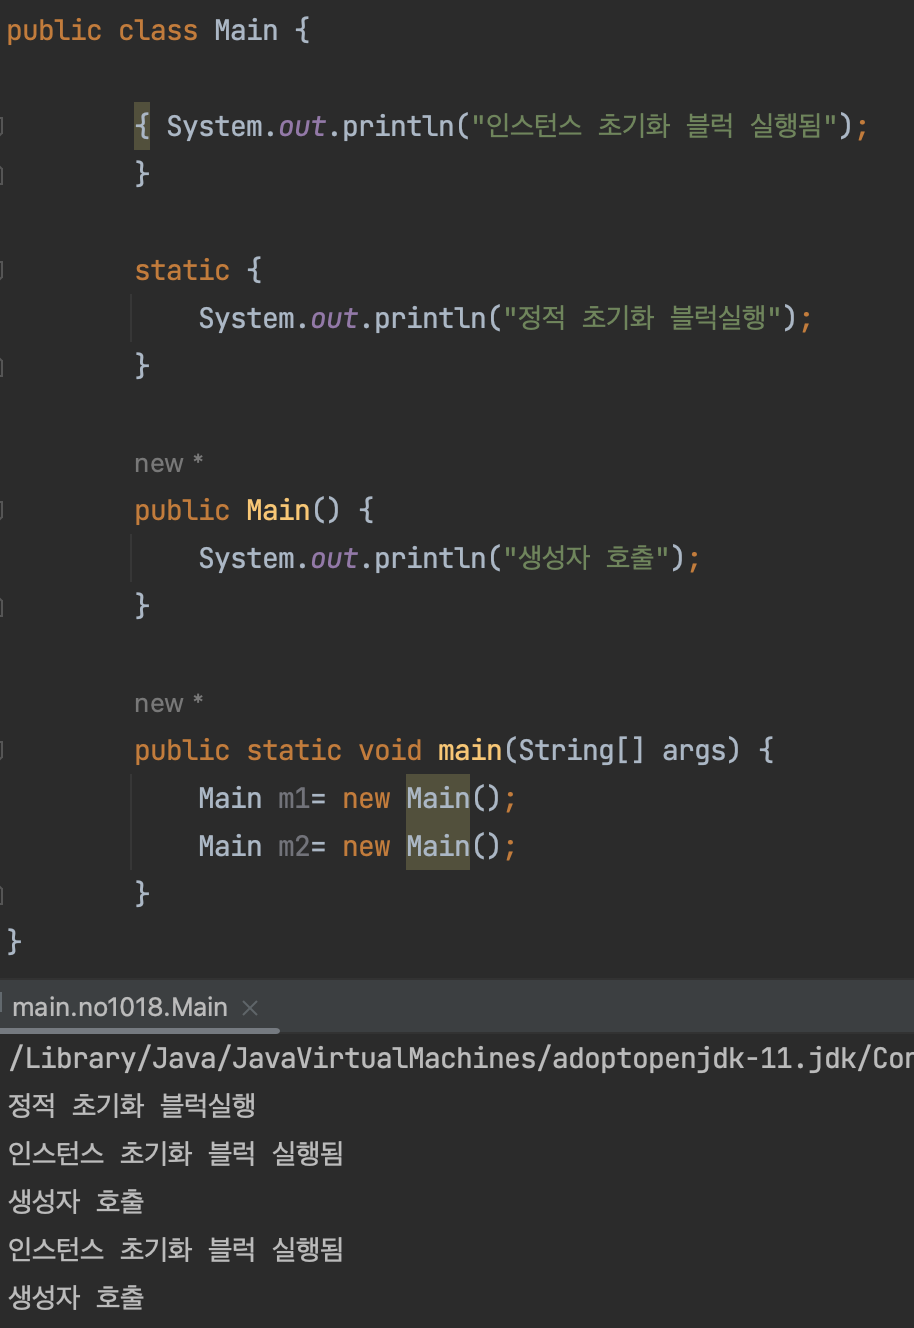 public class Main {
{ System.out.println("인스턴스 초기화 블럭 실행됨");
}
static {
System.out.println("정적 초기화 블럭실행");
}
new *
public Main() {
System.out.println("생성자 호출");
}
new *
public static void main(String[] args) {
Main m1= new Main();
Main m2= new Main();
}
}
main.no1018.Main ×
/Library/Java/JavaVirtualMachines/adoptopenjdk-11.jdk/Con
정적 초기화 블럭실행
인스턴스 초기화 블럭 실행됨
생성자 호출
인스턴스 초기화 블럭 실행됨
생성자 호출